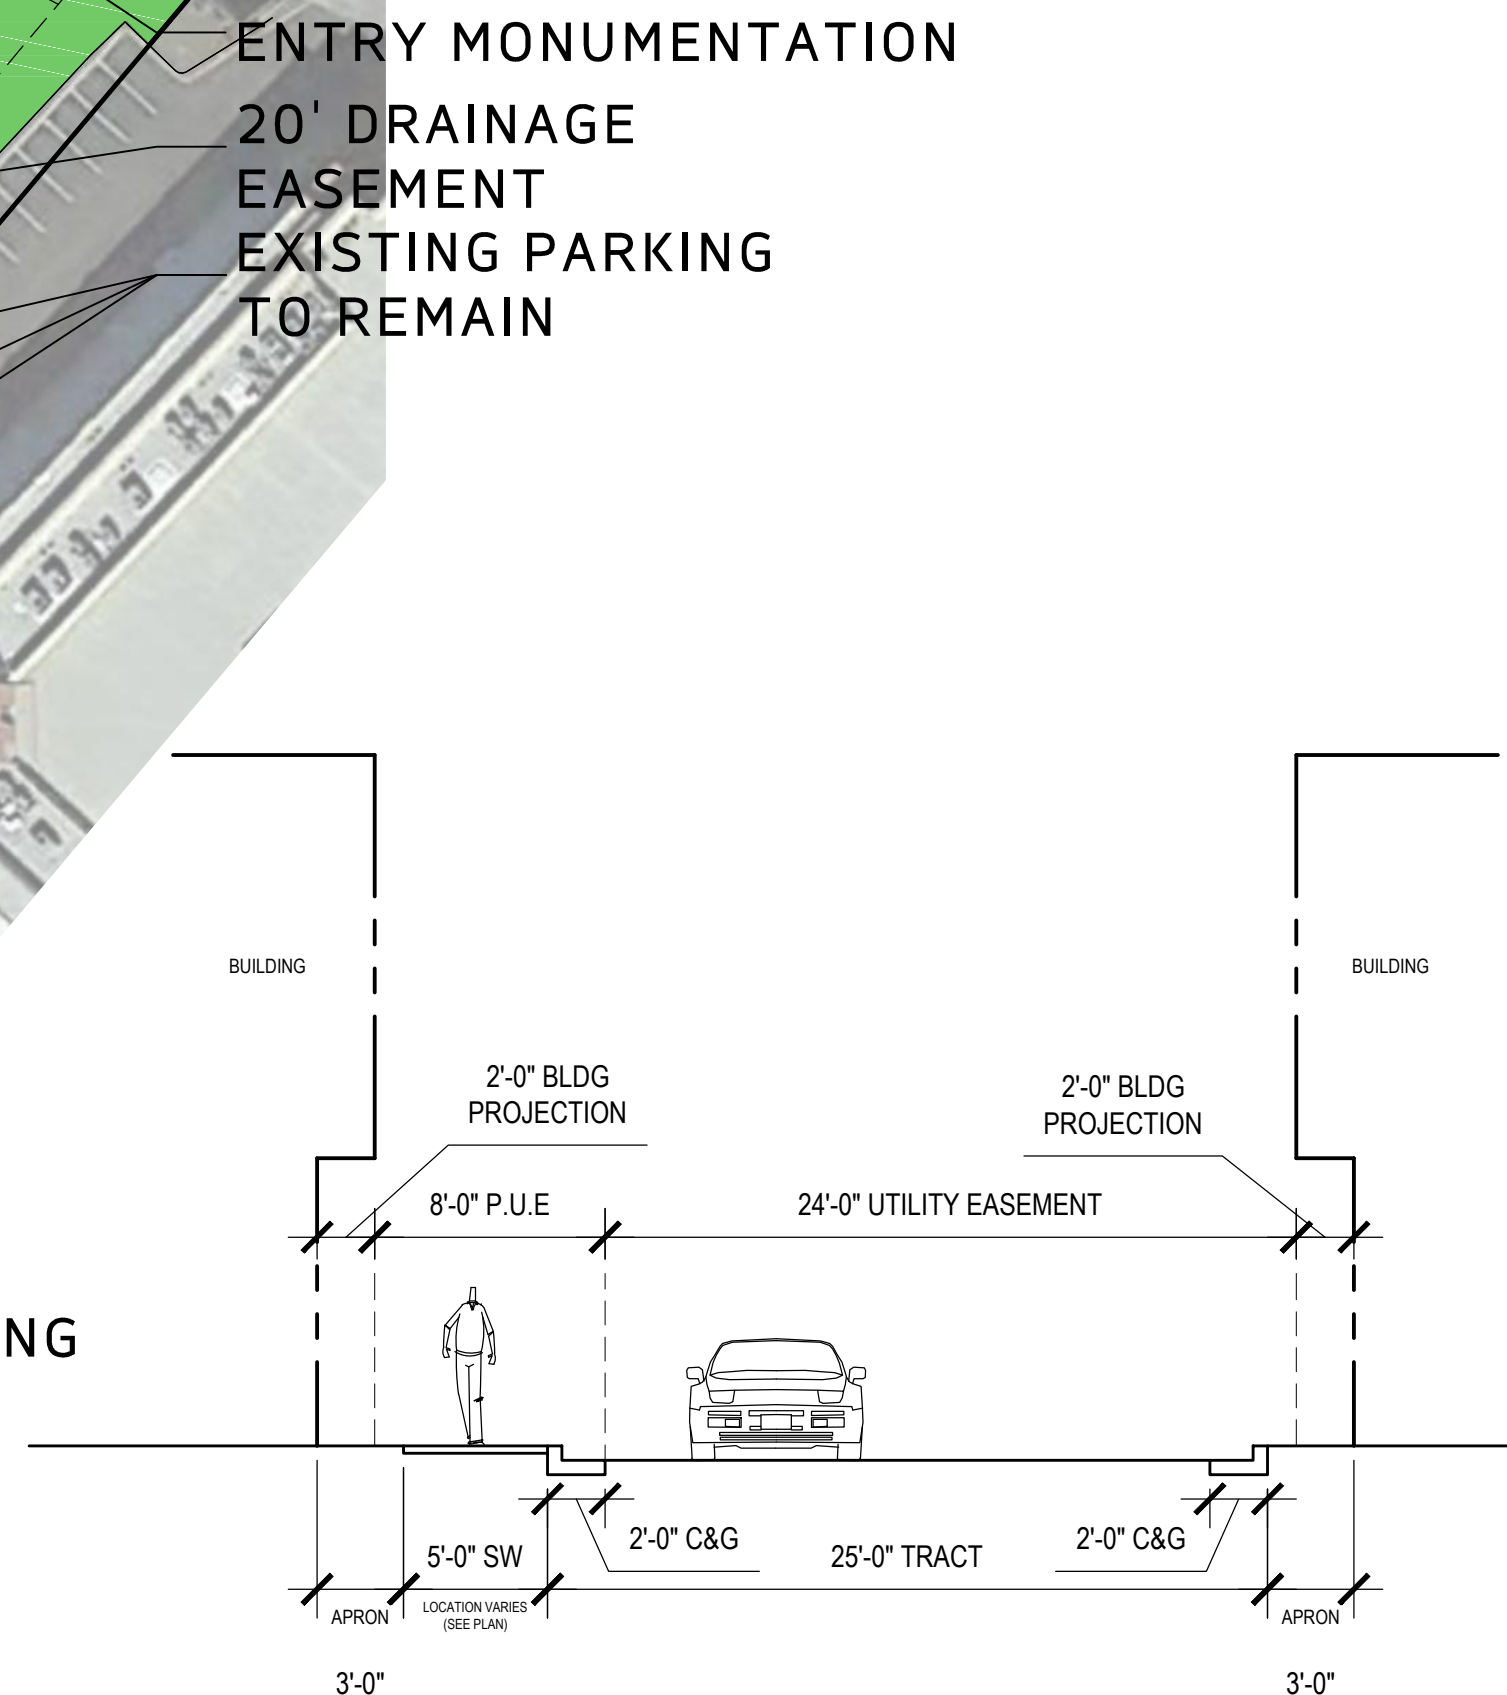 ENTRY MONUMENTATION
20' DRAINAGE
EASEMENT
EXISTING PARKING
TO REMAIN
BUILDING
BUILDING
2'-0" BLDG
PROJECTION
2'-0" BLDG
PROJECTION
8'-0" P.U.E
24'-0" UTILITY EASEMENT
NG
2'-0" C&G
2'-0" C&G
5'-0" SW
25'-0" TRACT
APRON
LOCATION VARIES
(SEE PLAN)
APRON
3'-0"
3'-0"